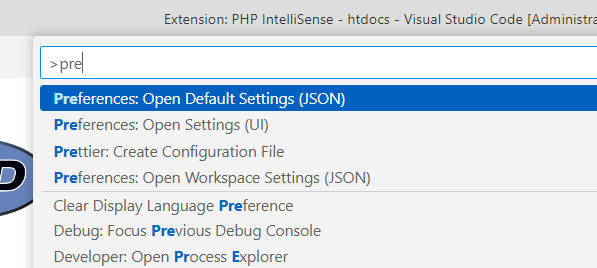 Extension: PHP IntelliSense - htdocs - Visual Studio Code [Administra
>pre
Preferences: Open Default Settings (JSON)
Preferences: Open Settings (UI)
Prettier: Create Configuration File
Preferences: Open Workspace Settings (JSON)
Clear Display Language Preference
Debug: Focus Previous Debug Console
Developer: Open Process Explorer